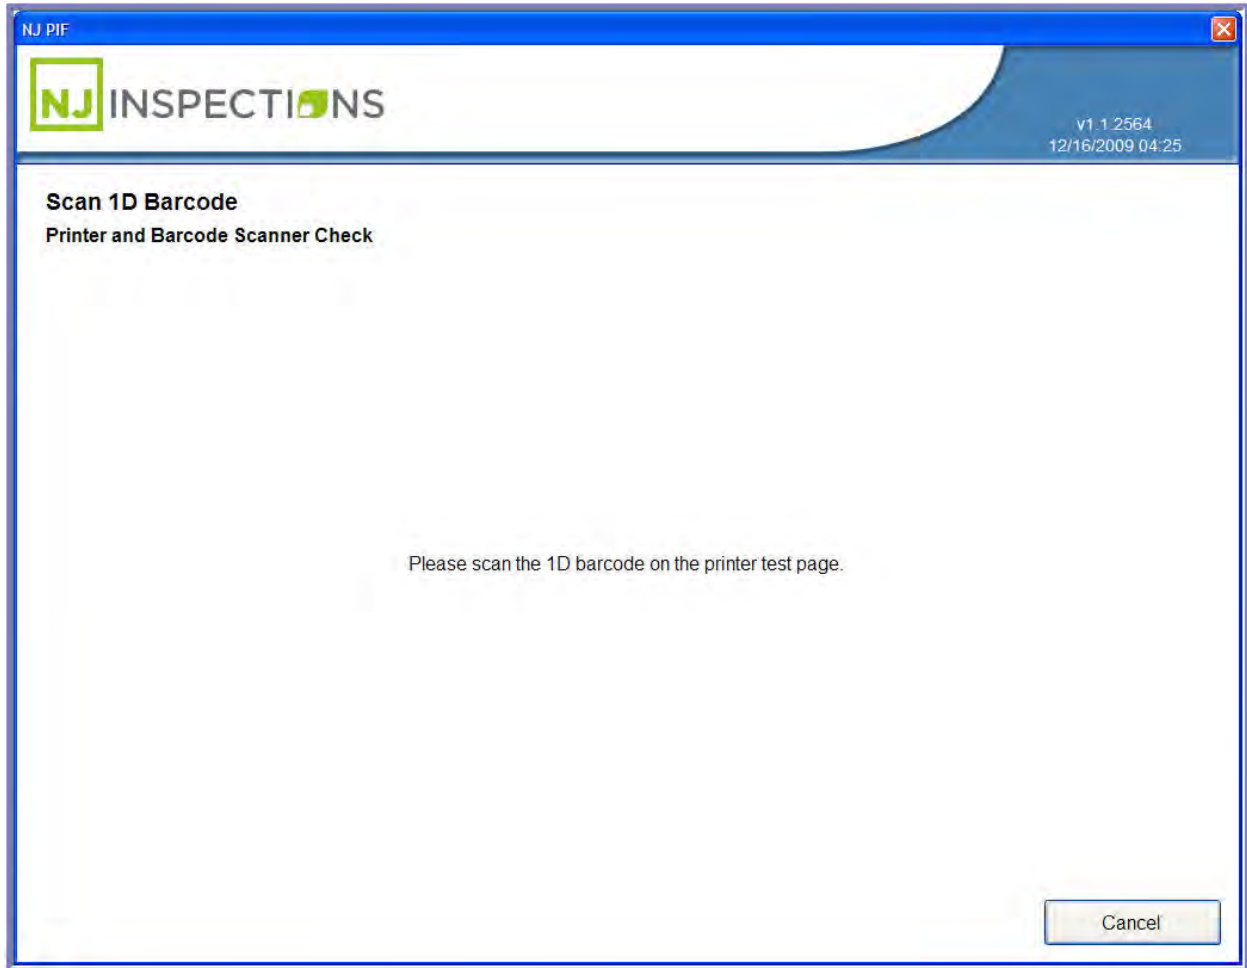 NJ PIF
NJ INSPECTIONS
v1.1.2564
12/16/2009 04:25
Scan 1D Barcode
Printer and Barcode Scanner Check
Please scan the 1D barcode on the printer test page.
Cancel